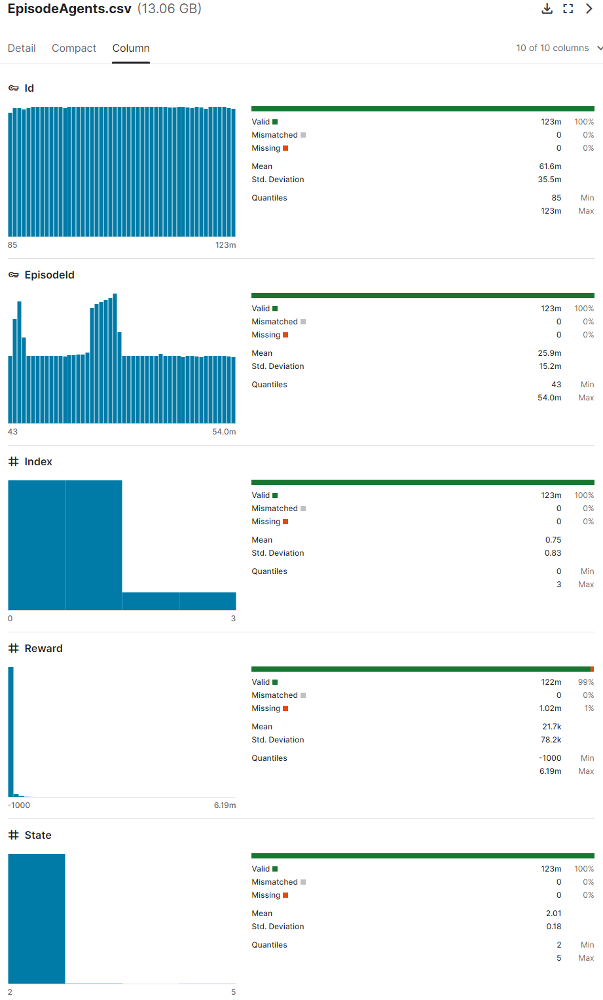 EpisodeAgents.csv (13.06 GB)
Detail Compact Column 10 of 10 columns
Id
Valid 123m 100%
Mismatched 0 0%
Missing 0 0%
Mean 61.6m
Std. Deviation 35.5m
Quantiles 85 Min
123m Max
85 123m
EpisodeId
Valid 123m 100%
Mismatched 0 0%
Missing 0 0%
Mean 25.9m
Std. Deviation 15.2m
Quantiles 43 Min
54.0m Max
43 54.0m
Index
Valid 123m 100%
Mismatched 0 0%
Missing 0 0%
Mean 0.75
Std. Deviation 0.83
Quantiles 0 Min
3 Max
0 3
Reward
Valid 122m 99%
Mismatched 0 0%
Missing 1.02m 1%
Mean 21.7k
Std. Deviation 78.2k
Quantiles -1000 Min
6.19m Max
-1000 6.19m
State
Valid 123m 100%
Mismatched 0 0%
Missing 0 0%
Mean 2.01
Std. Deviation 0.18
Quantiles 2 Min
5 Max
2 5